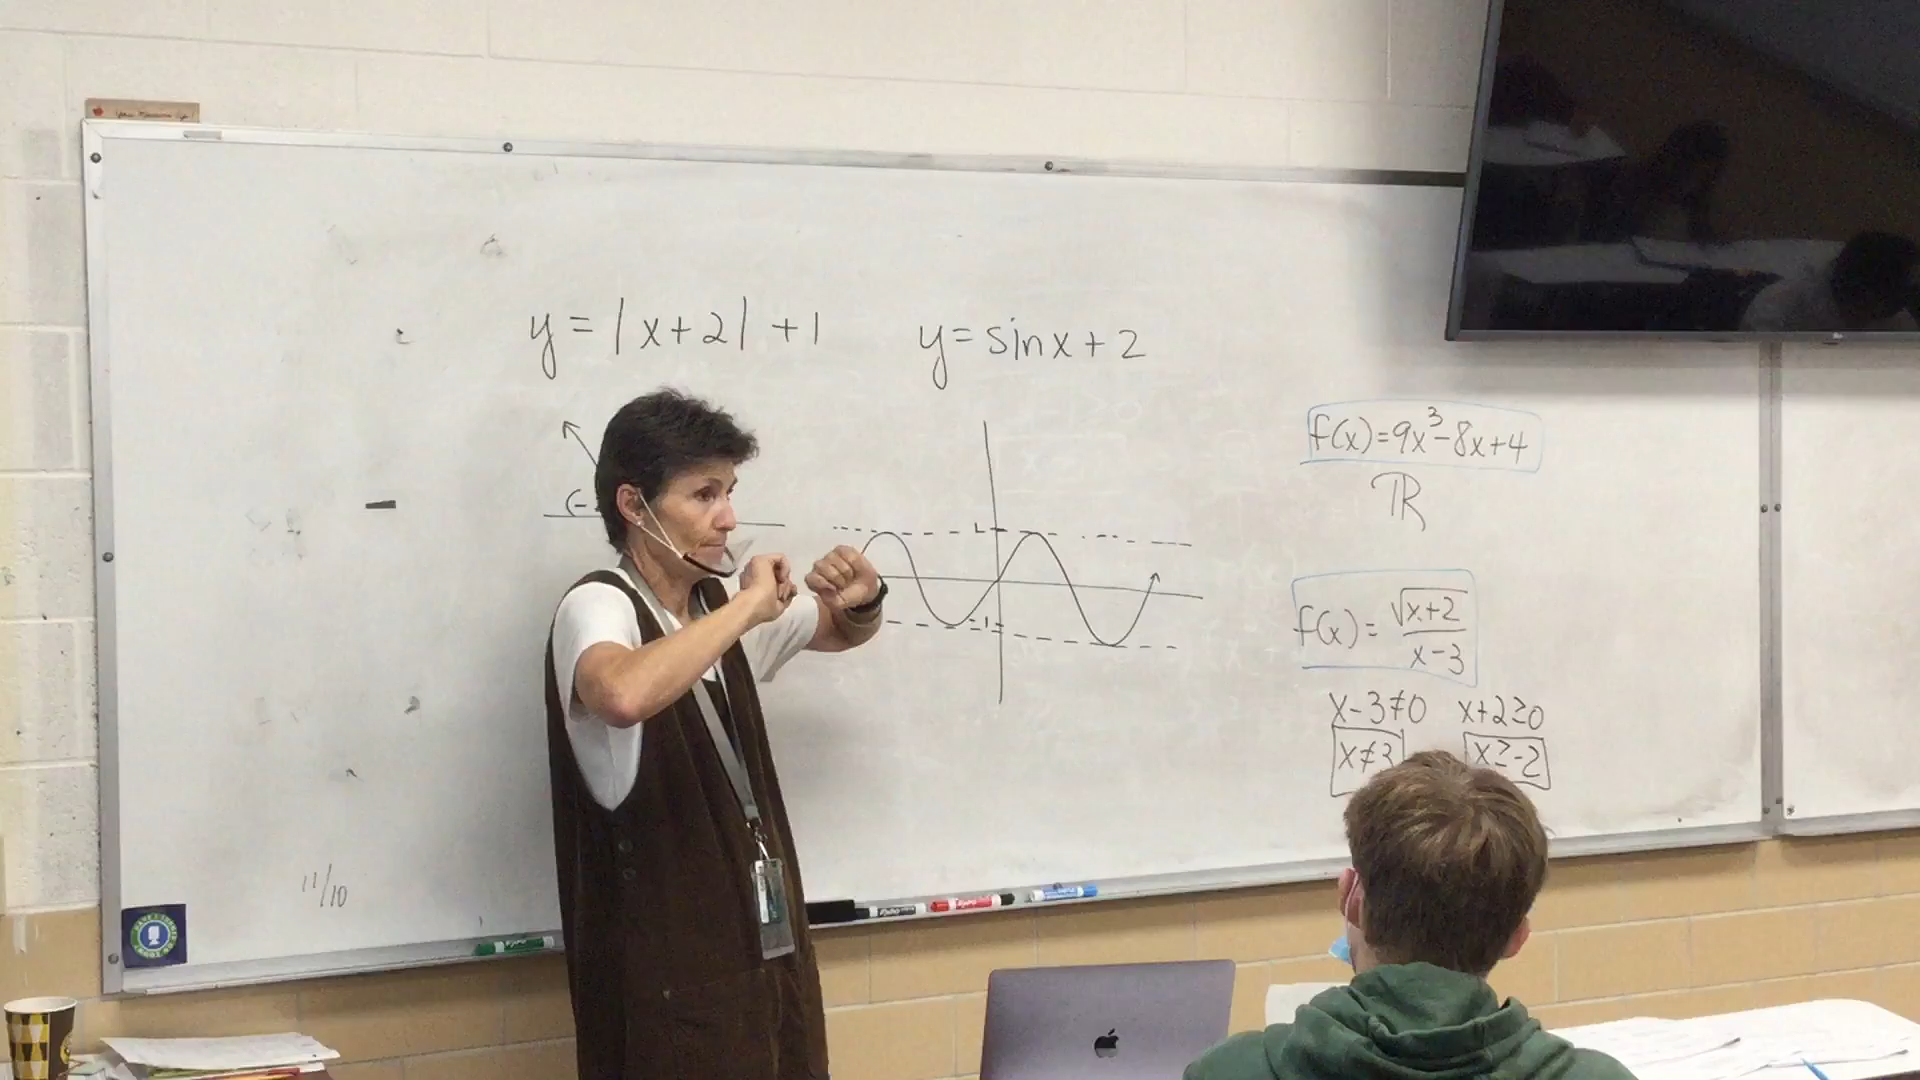 y = |x+2| +1
y = sin x + 2
(-
1
-1
f(x) = 9x³-8x+4
ℝ
f(x) = √(x+2)/(x-3)
x-3≠0 x+2≥0
x≠3 x≥-2
11/10
EXPO